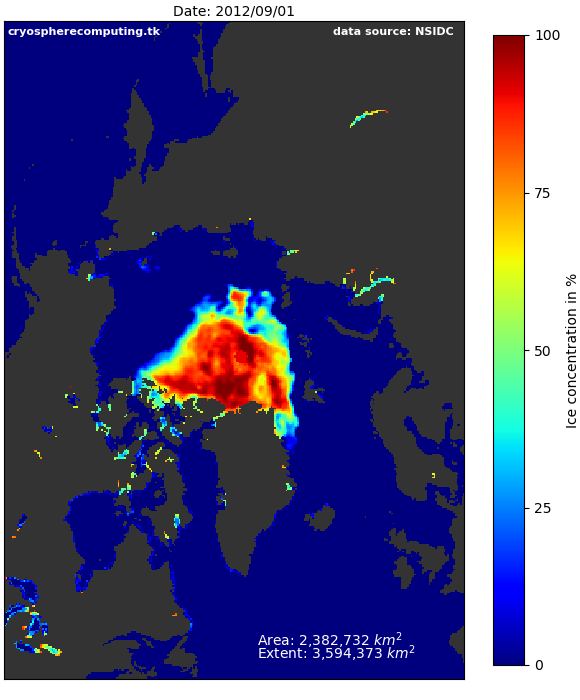 Date: 2012/09/01
cryospherecomputing.tk data source: NSIDC
100
75
50
25
0
Ice concentration in %
Area: 2,382,732 km²
Extent: 3,594,373 km²